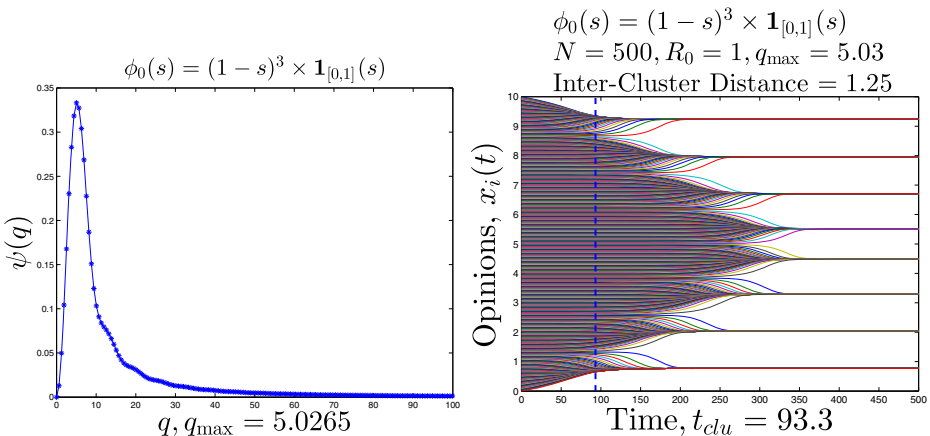 ϕ₀(s) = (1 − s)³ × 𝟏[0,1](s)
0.35
0.3
0.25
0.2
0.15
0.1
0.05
0
ψ(q)
0 10 20 30 40 50 60 70 80 90 100
q, qmax = 5.0265
ϕ₀(s) = (1 − s)³ × 𝟏[0,1](s)
N = 500, R₀ = 1, qmax = 5.03
Inter-Cluster Distance = 1.25
10
9
8
7
6
5
4
3
2
1
0
Opinions, xᵢ(t)
0 50 100 150 200 250 300 350 400 450 500
Time, tclu = 93.3